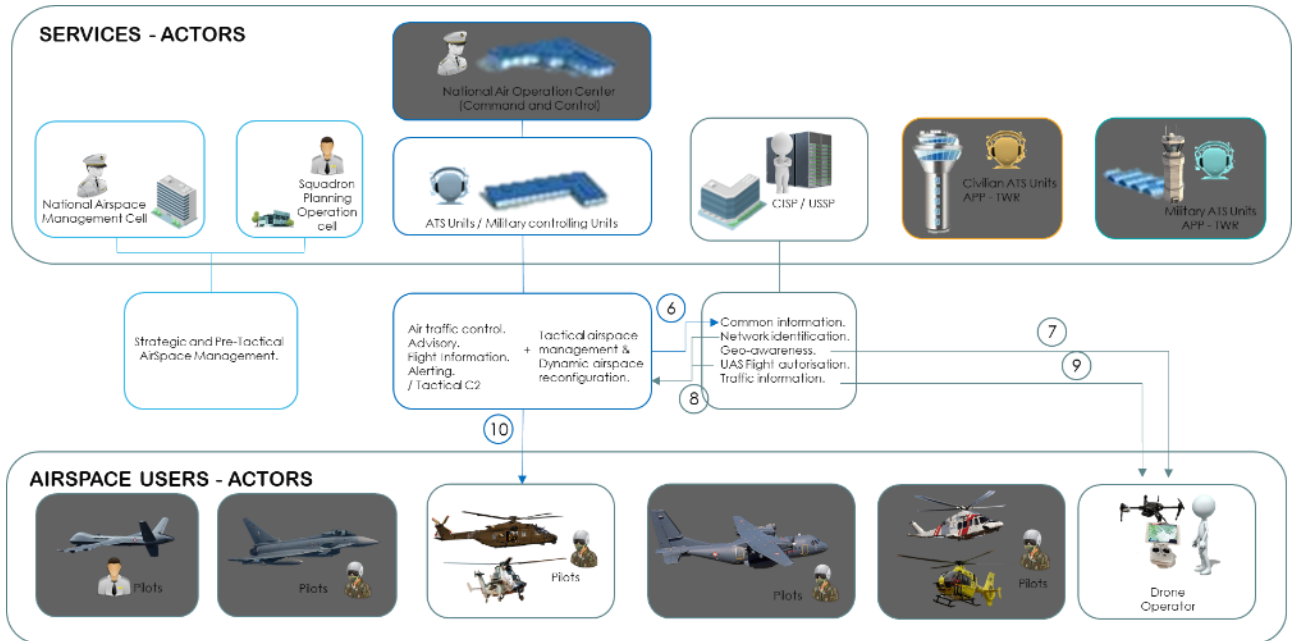 SERVICES - ACTORS
National Air Operation Center
(Command and Control)
National Airspace
Management Cell
Squadron
Planning
Operation
cell
ATS Units / Military controlling Units
CISP / USSP
Civilian ATS Units
APP - TWR
Military ATS Units
APP - TWR
Strategic and Pre-Tactical
AirSpace Management.
Air traffic control.
Advisory.
Flight Information.
Alerting.
/ Tactical C2
+
Tactical airspace
management &
Dynamic airspace
reconfiguration.
6
Common information.
Network identification.
Geo-awareness.
UAS Flight autorisation.
Traffic information.
7
9
8
10
AIRSPACE USERS - ACTORS
Pilots
Pilots
Pilots
Pilots
Pilots
Drone
Operator